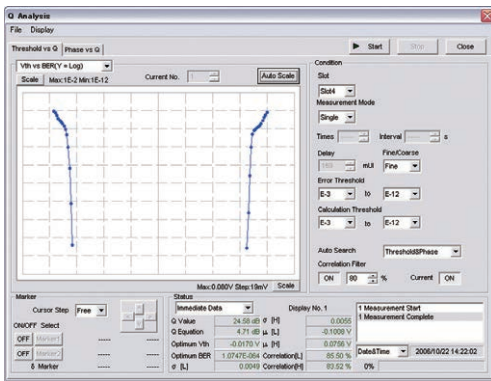 Q Analysis
File Display
Threshold vs Q Phase vs Q
Start Stop Close
Vth vs BER(Y = Log)
Scale Max:1E-2 Min:1E-12 Current No. 1 Auto Scale
Max:0.080V Step:19mV Scale
Condition
Slot
Slot4
Measurement Mode
Single
Times Interval s
Delay Fine/Coarse
mUI Fine
Error Threshold
E-3 to E-12
Calculation Threshold
E-3 to E-12
Auto Search Threshold&Phase
Correlation Filter
ON 80 % Current ON
Marker
Cursor Step Free
ON/OFF Select
OFF Marker1 ----- -----
OFF Marker2 ----- -----
δ Marker ----- -----
Status
Immediate Data Display No. 1
Q Value 24.58 dB σ [H] 0.0055
Q Equation 4.71 dB μ [L] -0.1008 V
Optimum Vth -0.0170 V μ [H] 0.0756 V
Optimum BER 1.0747E-064 Correlation[L] 85.50 %
σ [L] 0.0049 Correlation[H] 83.52 %
1 Measurement Start
1 Measurement Complete
Date&Time 2006/10/22 14:22:02
0%